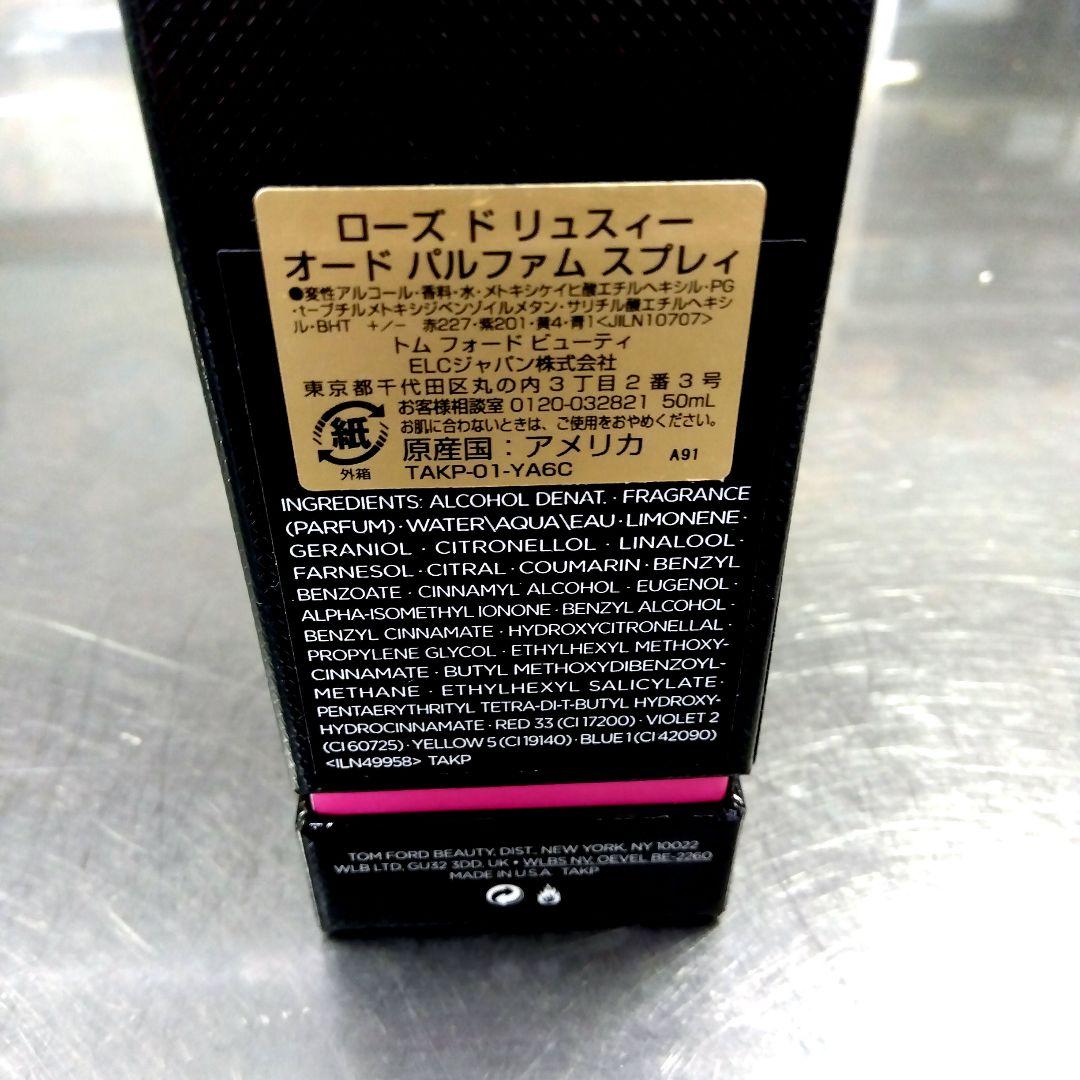 ローズ ド リュスィー
オード パルファム スプレィ
●変性アルコール・香料・水・メトキシケイヒ酸エチルヘキシル・PG
・t-ブチルメトキシジベンゾイルメタン・サリチル酸エチルヘキシ
ル・BHT +/- 赤227・紫201・黄4・青1<JILN10707>
トム フォード ビューティ
ELCジャパン株式会社
東京都千代田区丸の内3丁目2番3号
お客様相談室 0120-032821 50mL
お肌に合わないときは、ご使用をおやめください。
紙
外箱
原産国：アメリカ A91
TAKP-01-YA6C
INGREDIENTS: ALCOHOL DENAT. · FRAGRANCE
(PARFUM) · WATER\AQUA\EAU · LIMONENE ·
GERANIOL · CITRONELLOL · LINALOOL ·
FARNESOL · CITRAL · COUMARIN · BENZYL
BENZOATE · CINNAMYL ALCOHOL · EUGENOL ·
ALPHA-ISOMETHYL IONONE · BENZYL ALCOHOL ·
BENZYL CINNAMATE · HYDROXYCITRONELLAL ·
PROPYLENE GLYCOL · ETHYLHEXYL METHOXY-
CINNAMATE · BUTYL METHOXYDIBENZOYL-
METHANE · ETHYLHEXYL SALICYLATE ·
PENTAERYTHRITYL TETRA-DI-T-BUTYL HYDROXY-
HYDROCINNAMATE · RED 33 (CI 17200) · VIOLET 2
(CI 60725) · YELLOW 5 (CI 19140) · BLUE 1 (CI 42090)
<ILN49958> TAKP
TOM FORD BEAUTY, DIST., NEW YORK, NY 10022
WLB LTD, GU32 3DD, UK • WLBS NV, OEVEL BE-2260
MADE IN U.S.A. TAKP